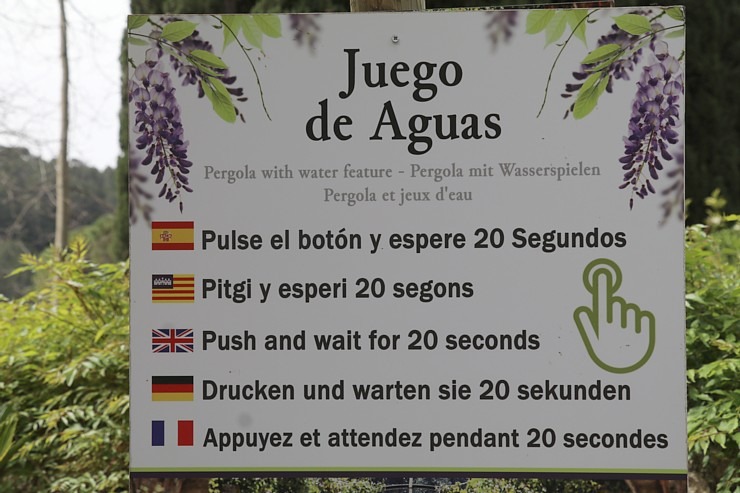 Juego
de Aguas
Pergola with water feature - Pergola mit Wasserspielen
Pergola et jeux d'eau
Pulse el botón y espere 20 Segundos
Pitgi y esperi 20 segons
Push and wait for 20 seconds
Drucken und warten sie 20 sekunden
Appuyez et attendez pendant 20 secondes